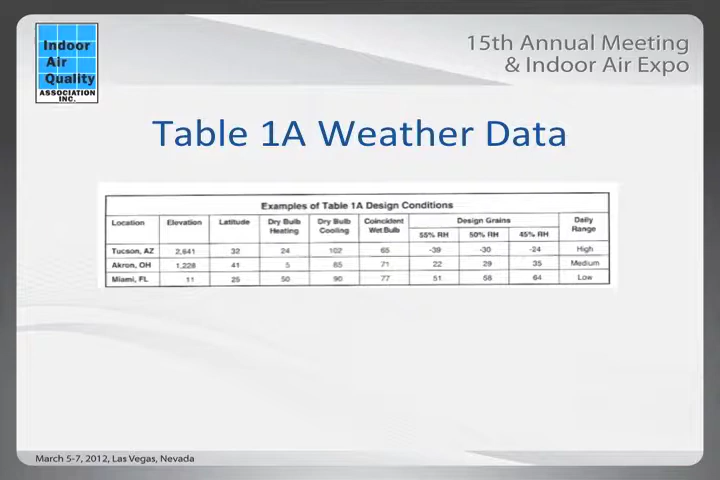 Indoor
Air
Quality
ASSOCIATION
INC.
15th Annual Meeting
& Indoor Air Expo
Table 1A Weather Data
Examples of Table 1A Design Conditions
Location Elevation Latitude Dry Bulb Heating Dry Bulb Cooling Coincident Wet Bulb Design Grains Daily Range
55% RH 50% RH 45% RH
Tucson, AZ 2,641 32 24 102 65 -39 -30 -24 High
Akron, OH 1,228 41 5 85 71 22 29 35 Medium
Miami, FL 11 25 50 90 77 51 58 64 Low
March 5-7, 2012, Las Vegas, Nevada